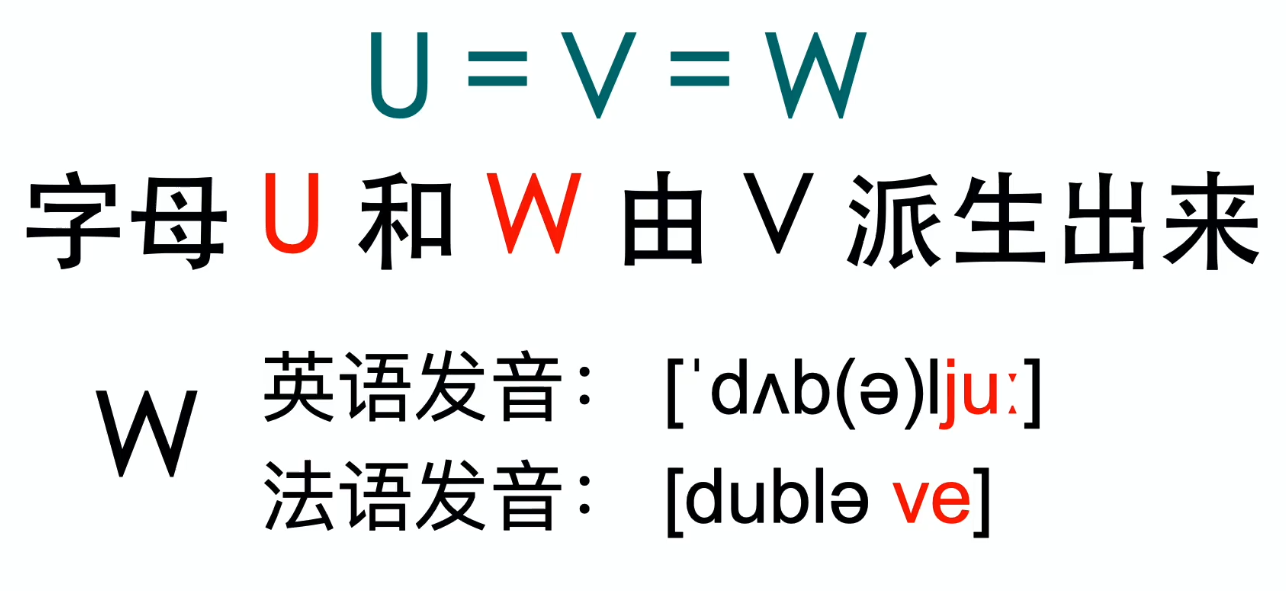 U = V = W
字母 U 和 W 由 V 派生出来
W
英语发音： [ˈdʌb(ə)ljuː]
法语发音： [dublə ve]